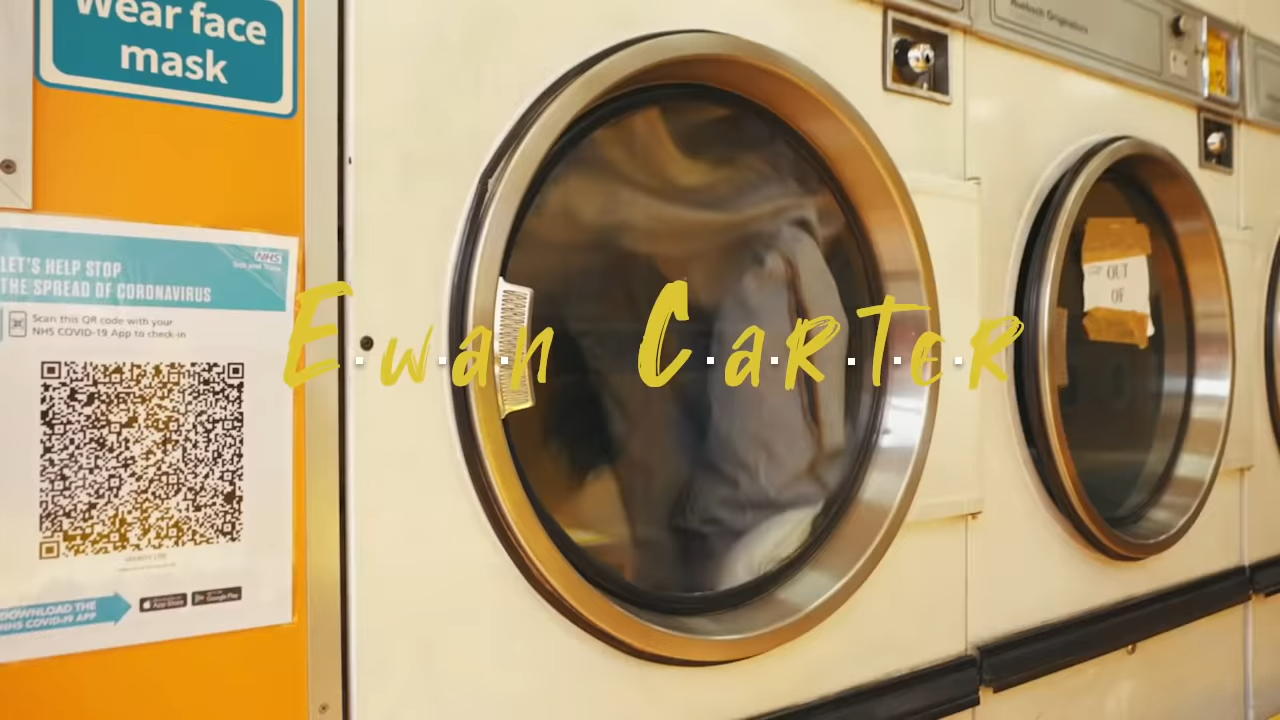 Wear face
mask
NHS
LET'S HELP STOP
THE SPREAD OF CORONAVIRUS
Scan this QR code with your
NHS COVID-19 App to check-in
E.w.a.n C.a.R.T.e.R
OUT
OF
DOWNLOAD THE
NHS COVID-19 APP
App Store
Google Play